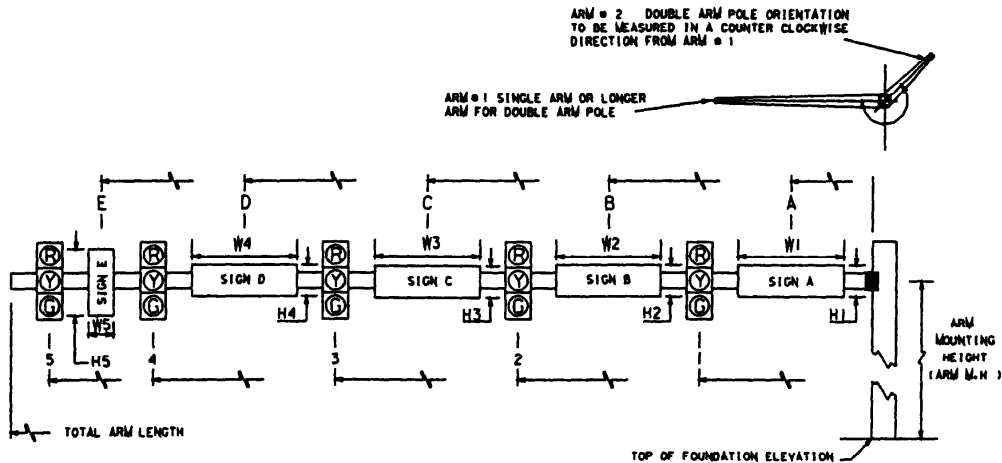 ARM # 2 DOUBLE ARM POLE ORIENTATION
TO BE MEASURED IN A COUNTER CLOCKWISE
DIRECTION FROM ARM # 1
ARM # 1 SINGLE ARM OR LONGER
ARM FOR DOUBLE ARM POLE
E
D
C
B
A
W4
W3
W2
W1
R
Y
G
SIGN E
R
Y
G
SIGN D
R
Y
G
SIGN C
R
Y
G
SIGN B
R
Y
G
SIGN A
W5
H5
H4
H3
H2
H1
5
4
3
2
1
ARM
MOUNTING
HEIGHT
(ARM M.H)
TOTAL ARM LENGTH
TOP OF FOUNDATION ELEVATION